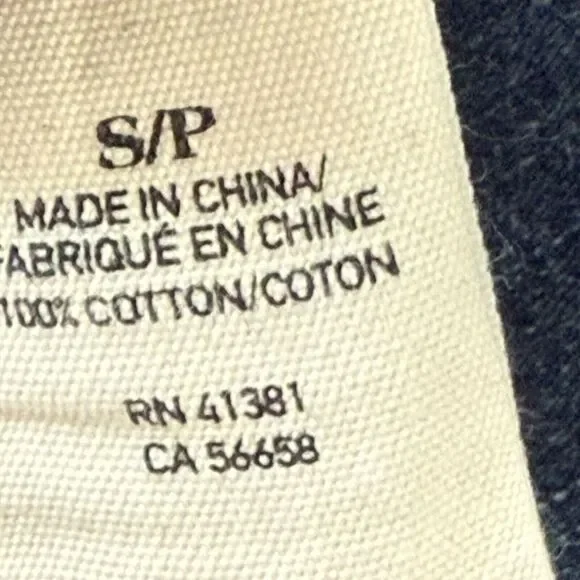 S/P
MADE IN CHINA/
FABRIQUÉ EN CHINE
100% COTTON/COTON
RN 41381
CA 56658